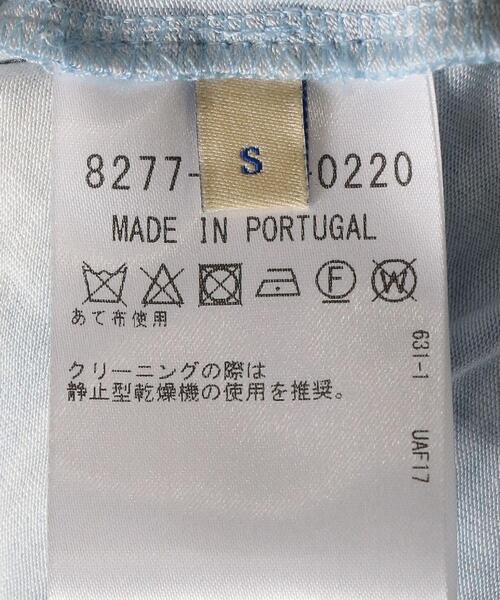 S
8277-
-0220
MADE IN PORTUGAL
F
W
あて布使用
クリーニングの際は
静止型乾燥機の使用を推奨。
631-1
UAF17